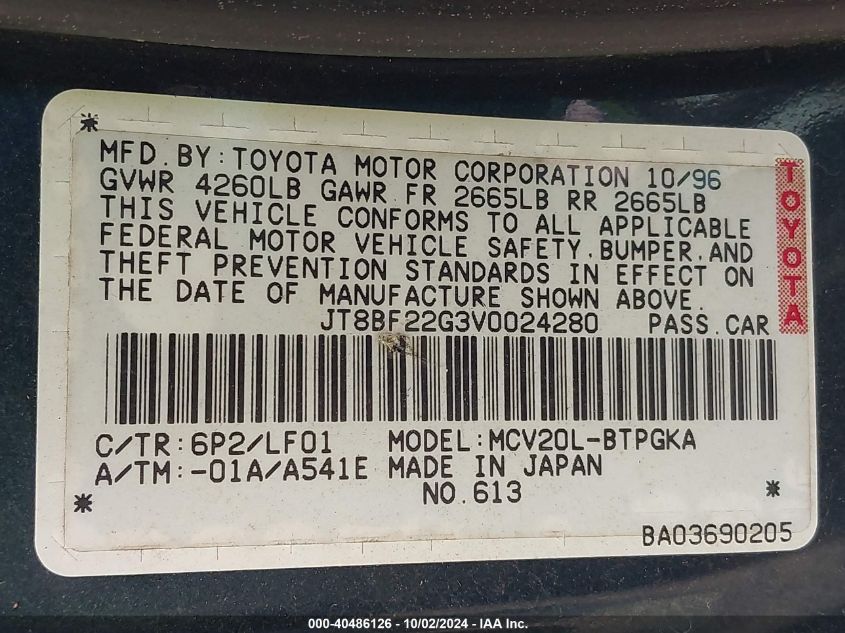 MFD. BY: TOYOTA MOTOR CORPORATION 10/96
GVWR 4260LB GAWR FR 2665LB RR 2665LB
THIS VEHICLE CONFORMS TO ALL APPLICABLE
FEDERAL MOTOR VEHICLE SAFETY, BUMPER, AND
THEFT PREVENTION STANDARDS IN EFFECT ON
THE DATE OF MANUFACTURE SHOWN ABOVE.
JT8BF22G3V0024280 PASS. CAR
TOYOTA
C/TR: 6P2/LF01 MODEL: MCV20L-BTPGKA
A/TM: -01A/A541E MADE IN JAPAN
NO. 613
BA03690205
000-40486126 - 10/02/2024 - IAA Inc.